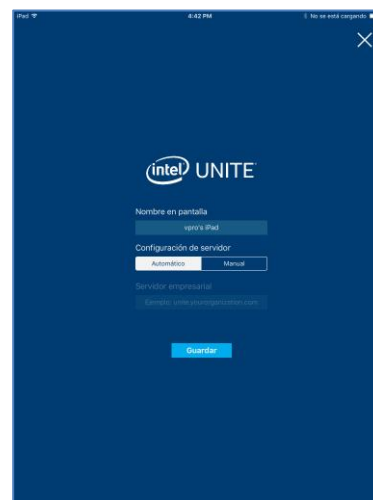 iPad 4:42 PM No se está cargando
intel UNITE
Nombre en pantalla
vpro's iPad
Configuración de servidor
Automático Manual
Servidor empresarial
Ejemplo: unite.yourorganization.com
Guardar